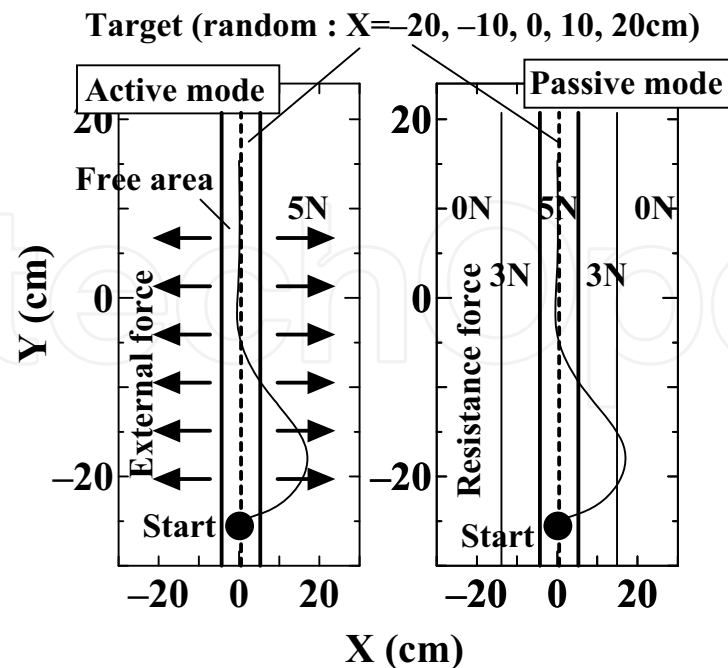 Target (random : X=–20, –10, 0, 10, 20cm)
Active mode
Passive mode
20
0
–20
Y (cm)
Free area
5N
External force
Start
–20 0 20
20
0
–20
0N
5N
0N
3N
3N
Resistance force
Start
–20 0 20
X (cm)